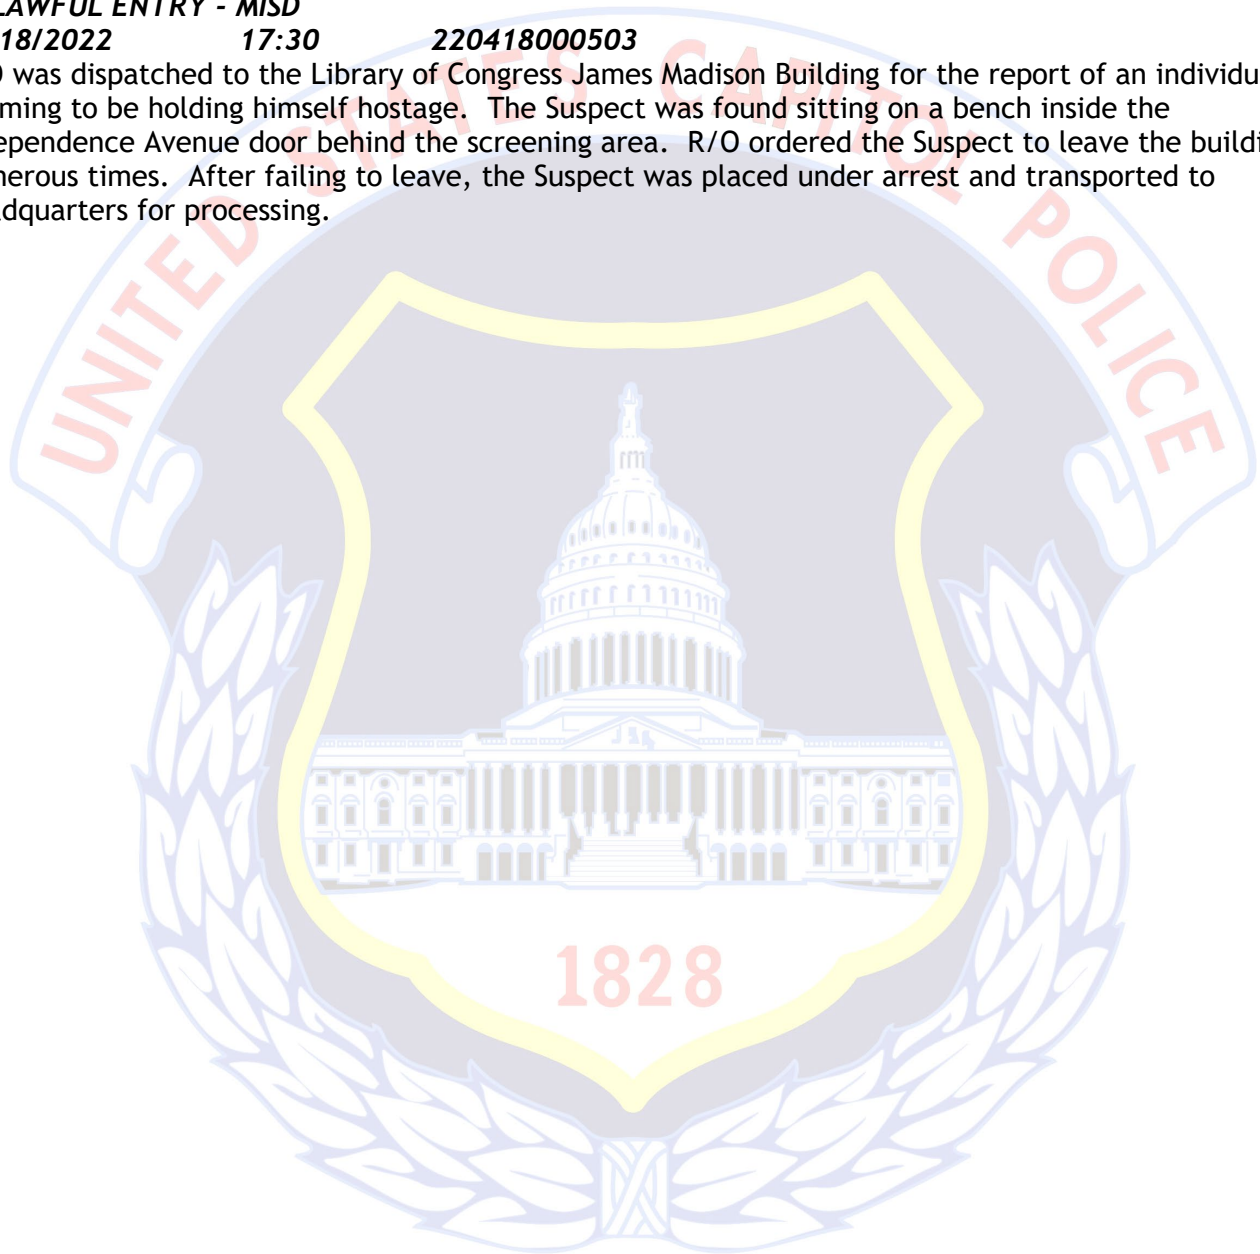 LAWFUL ENTRY - MISD
18/2022 17:30 220418000503
was dispatched to the Library of Congress James Madison Building for the report of an individu
ming to be holding himself hostage. The Suspect was found sitting on a bench inside the
ependence Avenue door behind the screening area. R/O ordered the Suspect to leave the buildi
nerous times. After failing to leave, the Suspect was placed under arrest and transported to
dquarters for processing.
UNITED STATES CAPITOL POLICE
1828